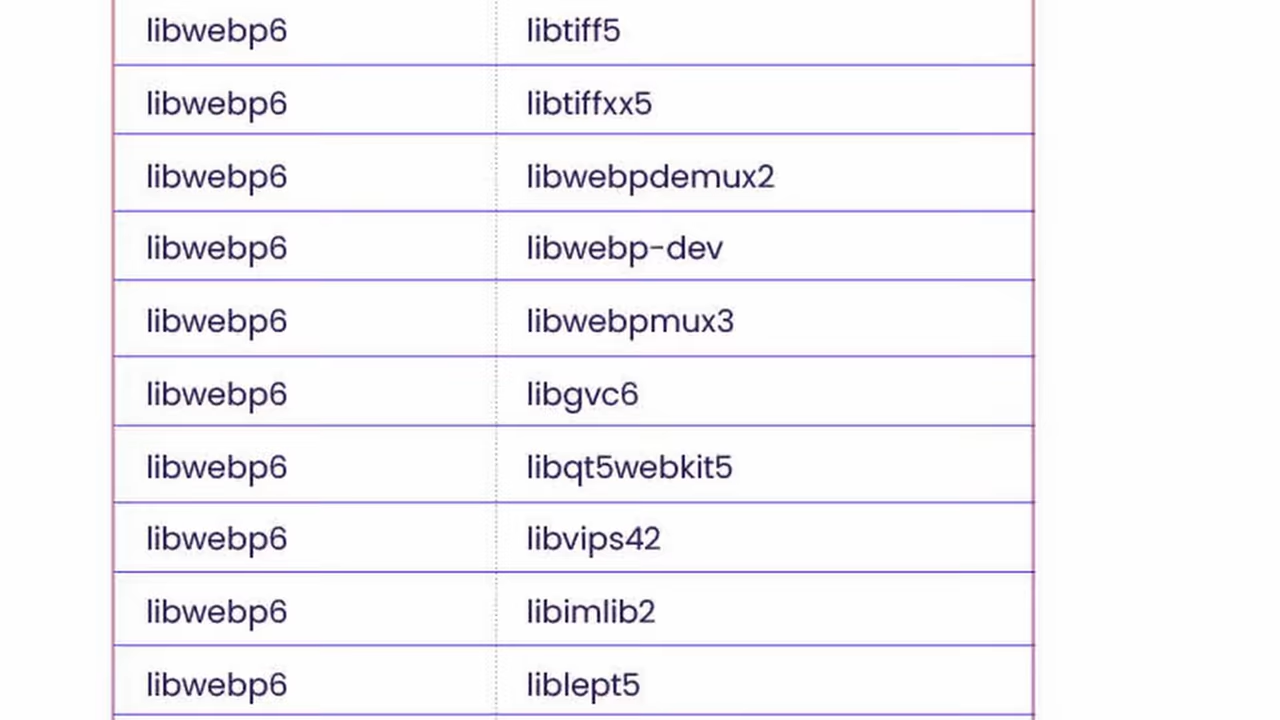 libwebp6 libtiff5
libwebp6 libtiffxx5
libwebp6 libwebpdemux2
libwebp6 libwebp-dev
libwebp6 libwebpmux3
libwebp6 libgvc6
libwebp6 libqt5webkit5
libwebp6 libvips42
libwebp6 libimlib2
libwebp6 liblept5